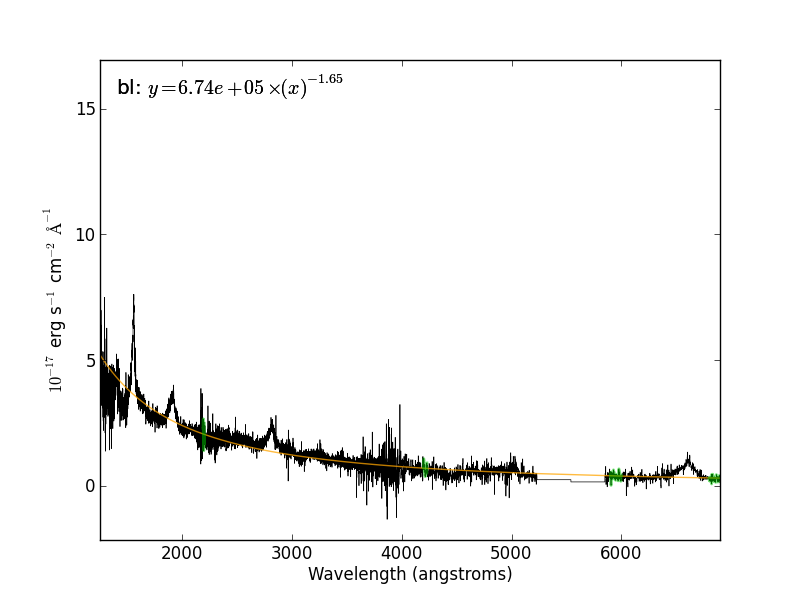 bl: y=6.74e+05×(x)^−1.65
15
10
5
0
10^−17 erg s^−1 cm^−2 Å^−1
2000 3000 4000 5000 6000
Wavelength (angstroms)